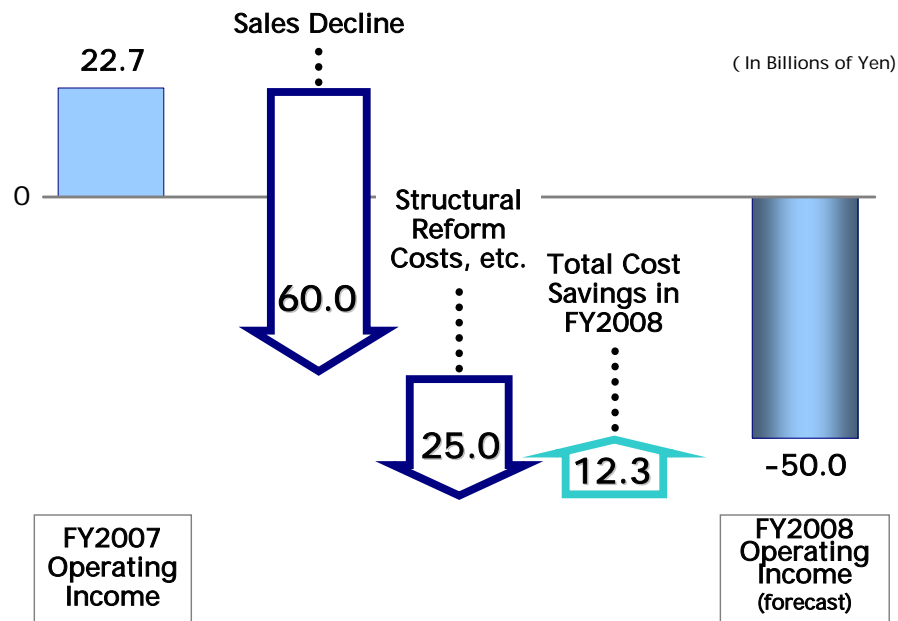 Sales Decline
22.7
( In Billions of Yen)
0
Structural
Reform
Costs, etc.
Total Cost
Savings in
FY2008
60.0
25.0
12.3
-50.0
FY2007
Operating
Income
FY2008
Operating
Income
(forecast)